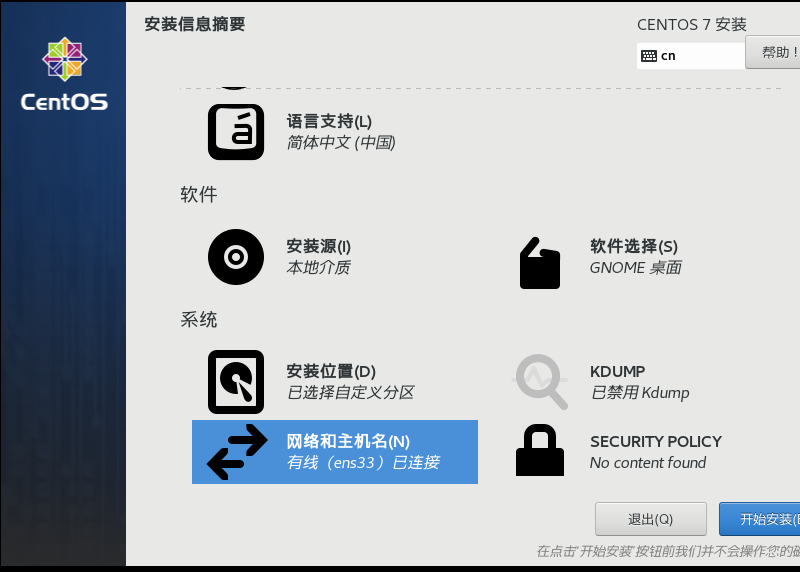 安装信息摘要
CENTOS 7 安装
cn
帮助！
CentOS
语言支持(L)
简体中文 (中国)
软件
安装源(I)
本地介质
软件选择(S)
GNOME 桌面
系统
安装位置(D)
已选择自定义分区
KDUMP
已禁用 Kdump
网络和主机名(N)
有线（ens33）已连接
SECURITY POLICY
No content found
退出(Q)
开始安装(
在点击'开始安装'按钮前我们并不会操作您的